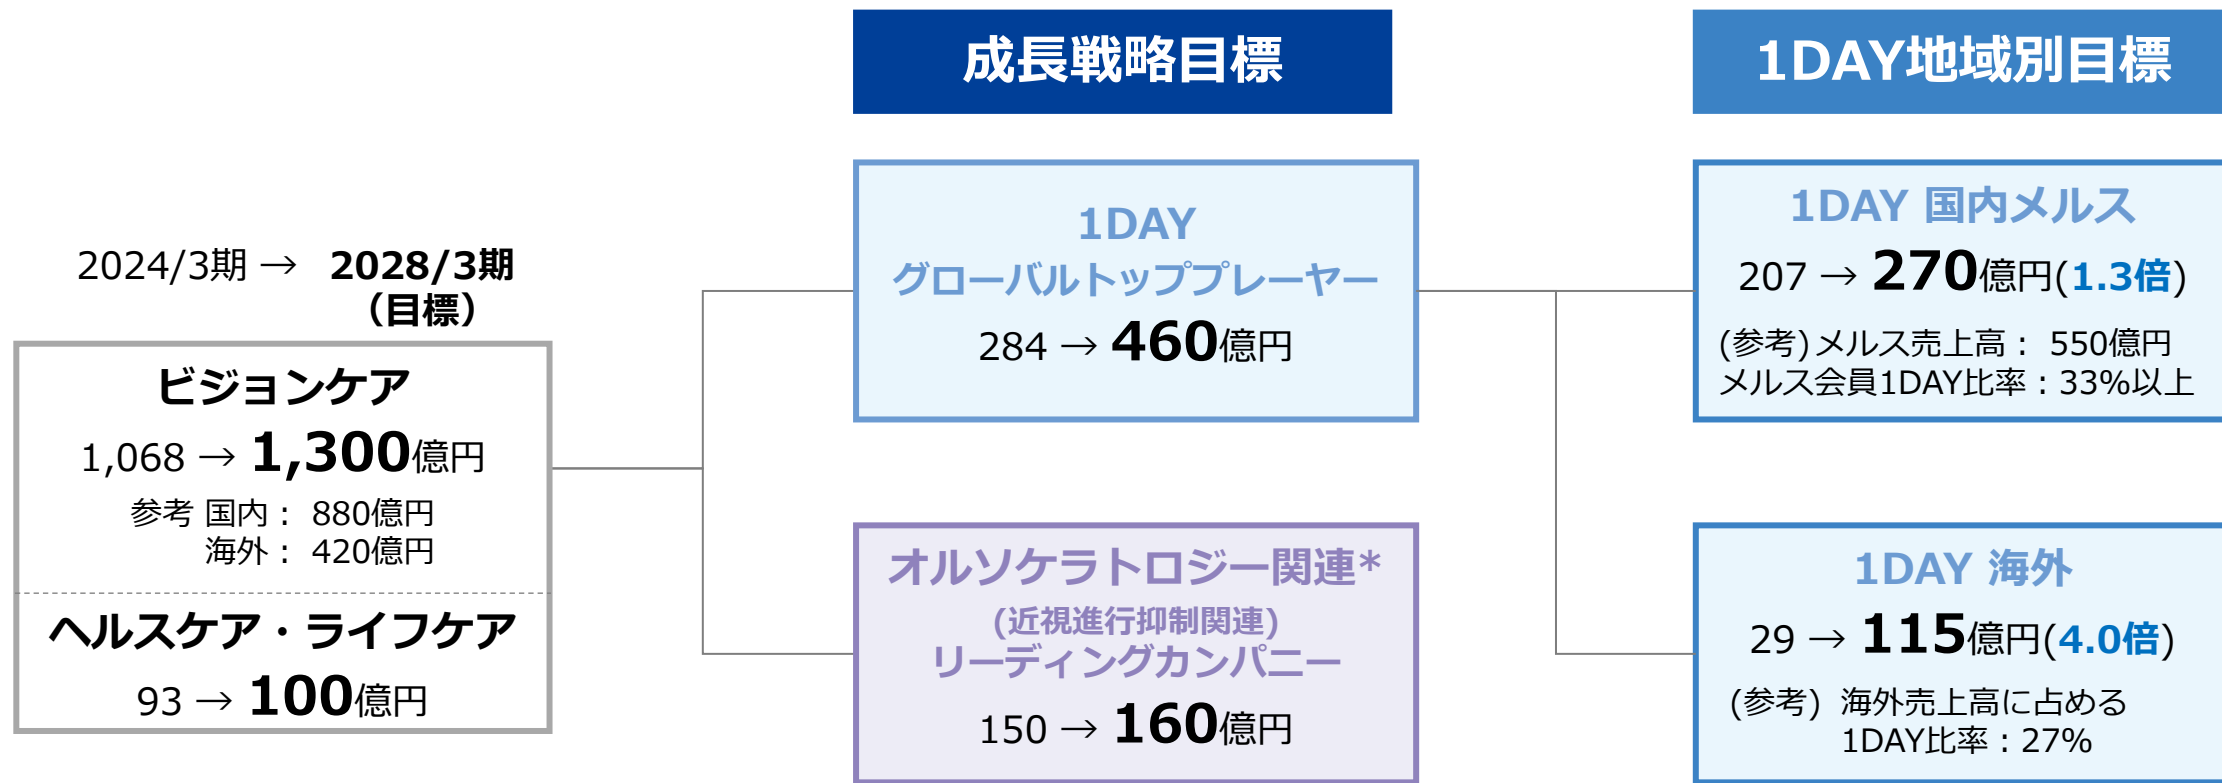 成長戦略目標
1DAY地域別目標
2024/3期 → 2028/3期
（目標）
ビジョンケア
1,068 → 1,300億円
参考 国内： 880億円
海外： 420億円
ヘルスケア・ライフケア
93 → 100億円
1DAY
グローバルトッププレーヤー
284 → 460億円
オルソケラトロジー関連*
(近視進行抑制関連)
リーディングカンパニー
150 → 160億円
1DAY 国内メルス
207 → 270億円(1.3倍)
(参考)メルス売上高： 550億円
メルス会員1DAY比率：33%以上
1DAY 海外
29 → 115億円(4.0倍)
(参考) 海外売上高に占める
1DAY比率：27%